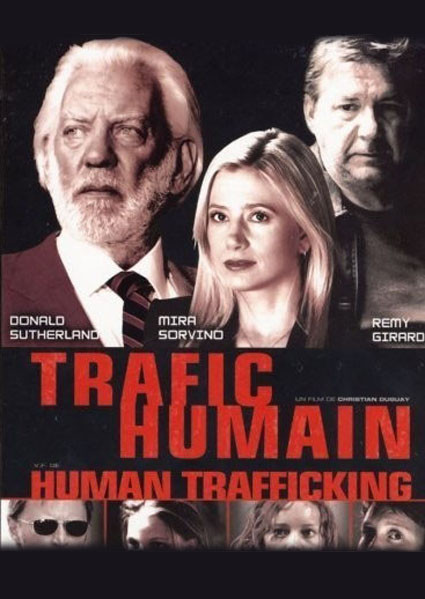 DONALD SUTHERLAND
MIRA SORVINO
REMY GIRARD
TRAFIC
UN FILM DE CHRISTIAN DUGUAY
HUMAIN
V.F. DE
HUMAN TRAFFICKING